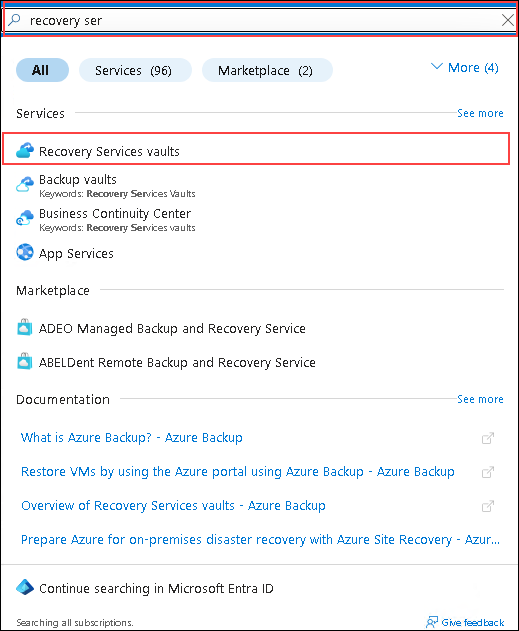 recovery ser
All
Services (96)
Marketplace (2)
More (4)
Services
See more
Recovery Services vaults
Backup vaults
Keywords: Recovery Services Vaults
Business Continuity Center
Keywords: Recovery Services vaults
App Services
Marketplace
ADEO Managed Backup and Recovery Service
ABELDent Remote Backup and Recovery Service
Documentation
See more
What is Azure Backup? - Azure Backup
Restore VMs by using the Azure portal using Azure Backup - Azure Backup
Overview of Recovery Services vaults - Azure Backup
Prepare Azure for on-premises disaster recovery with Azure Site Recovery - Azur...
Continue searching in Microsoft Entra ID
Searching all subscriptions.
Give feedback